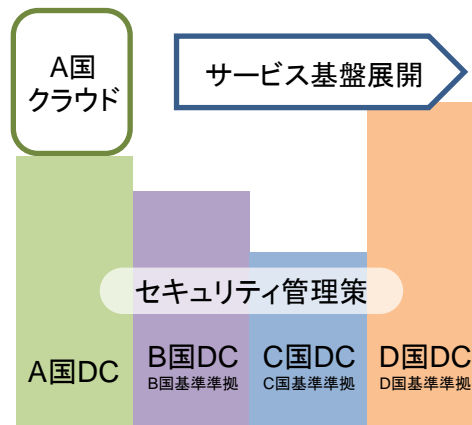 A国
クラウド
サービス基盤展開
セキュリティ管理策
A国DC
B国DC
B国基準準拠
C国DC
C国基準準拠
D国DC
D国基準準拠